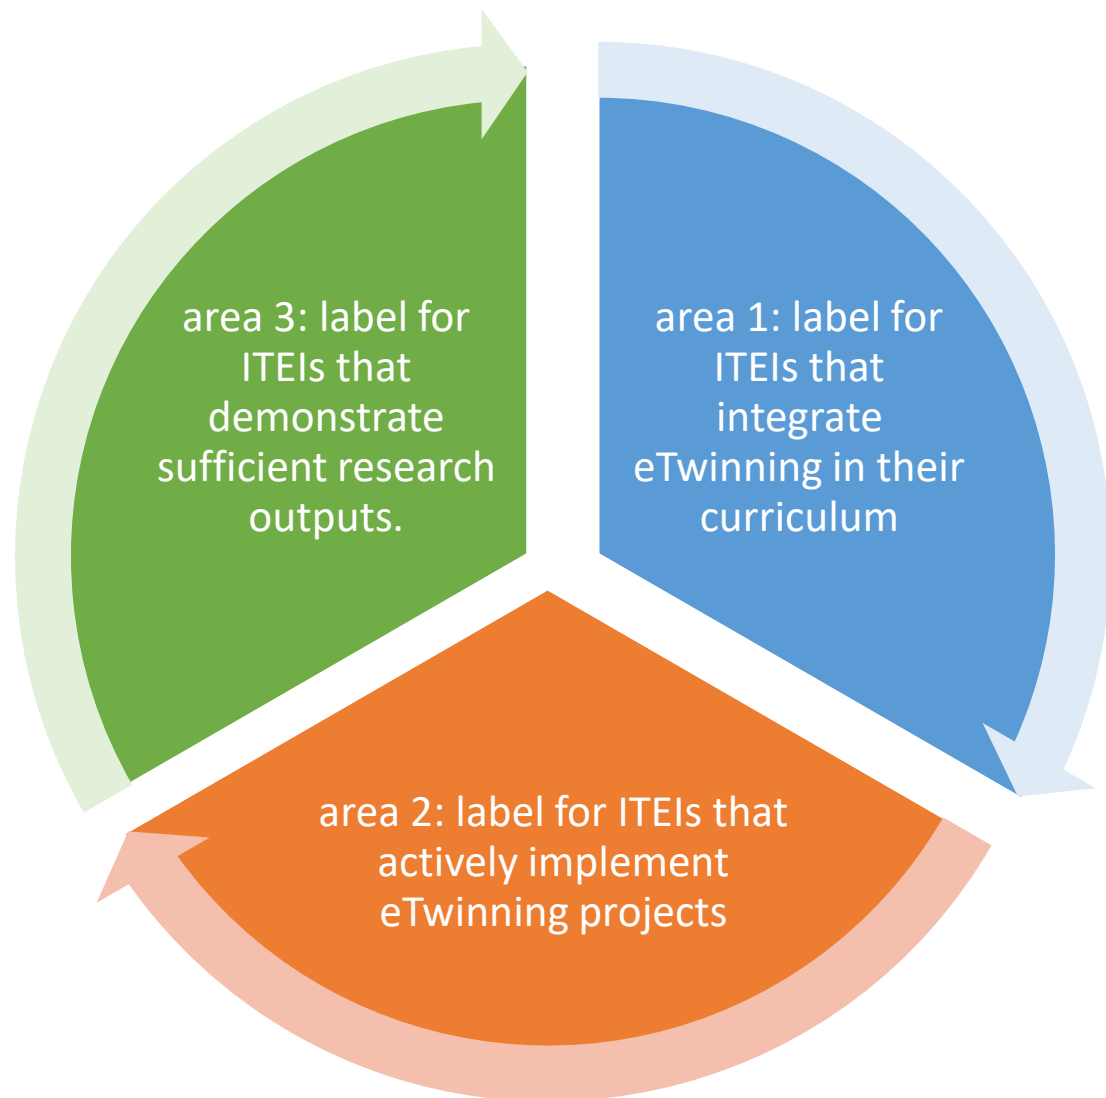 area 3: label for
ITEIs that
demonstrate
sufficient research
outputs.
area 1: label for
ITEIs that
integrate
eTwinning in their
curriculum
area 2: label for ITEIs that
actively implement
eTwinning projects